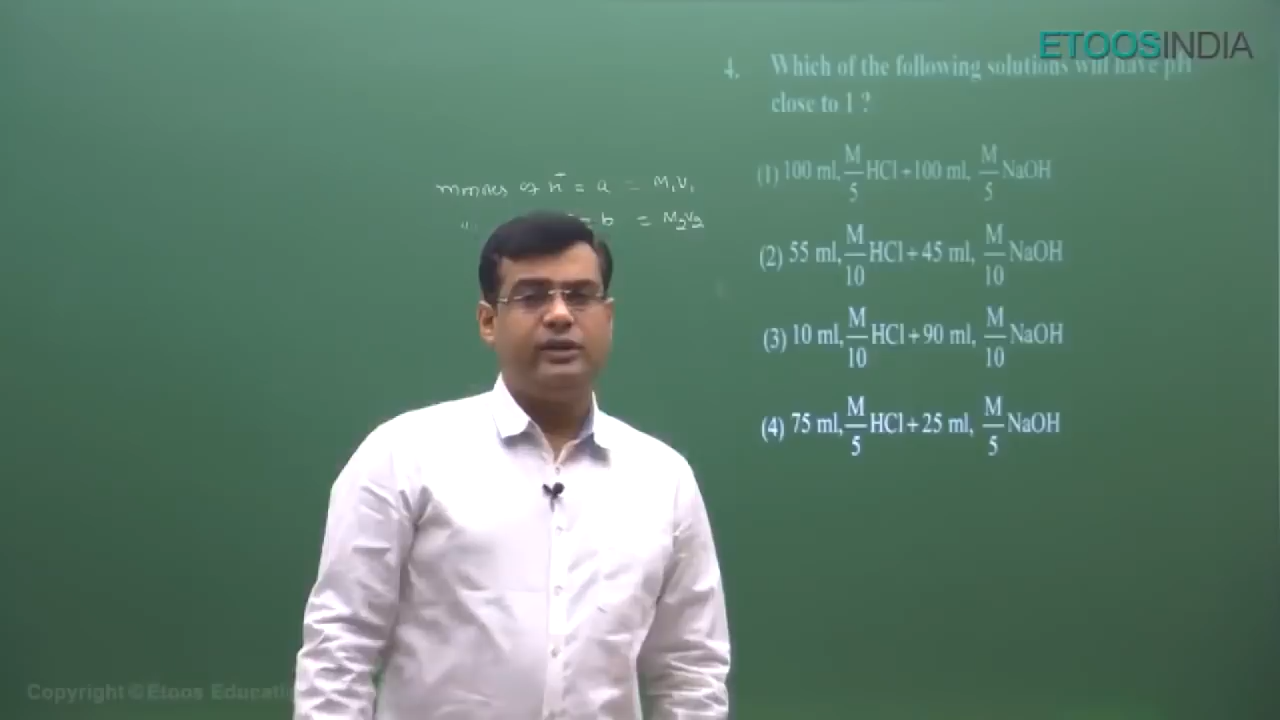 ETOOSINDIA
4. Which of the following solutions will have pH
close to 1 ?
mmoles of H⁺ = a = M₁V₁
= b = M₂V₂
(1) 100 ml, M/5 HCl + 100 ml, M/5 NaOH
(2) 55 ml, M/10 HCl + 45 ml, M/10 NaOH
(3) 10 ml, M/10 HCl + 90 ml, M/10 NaOH
(4) 75 ml, M/5 HCl + 25 ml, M/5 NaOH
Copyright © Etoos